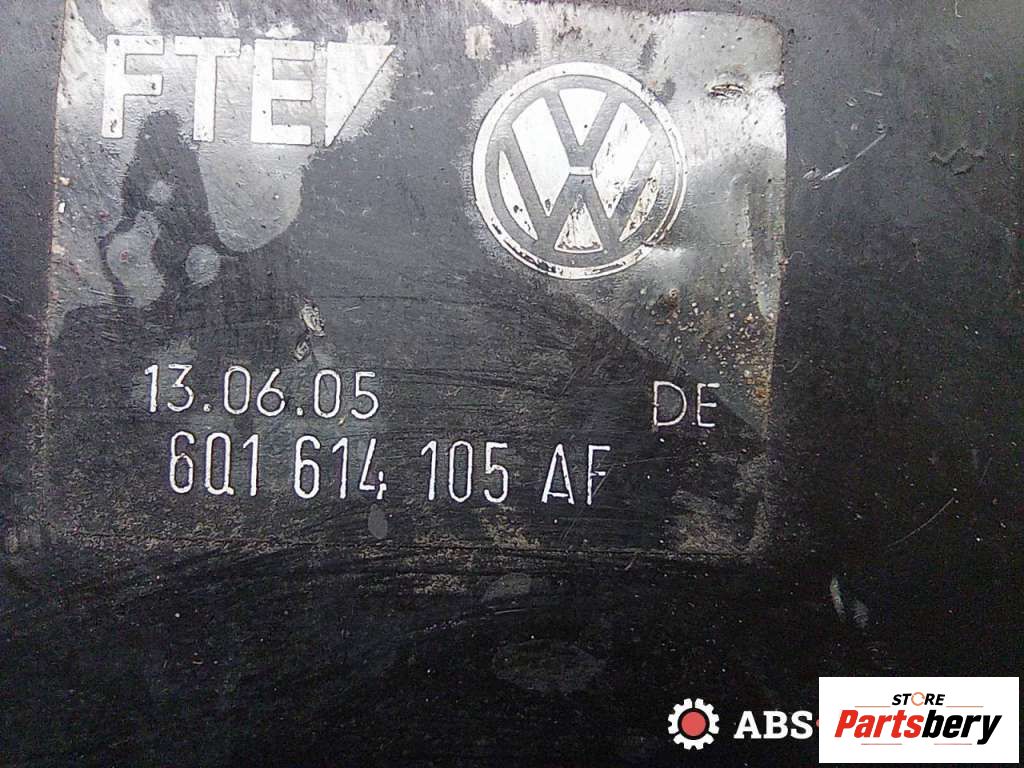 FTE
13.06.05
DE
6Q1 614 105 AF
ABS
STORE
Partsbery